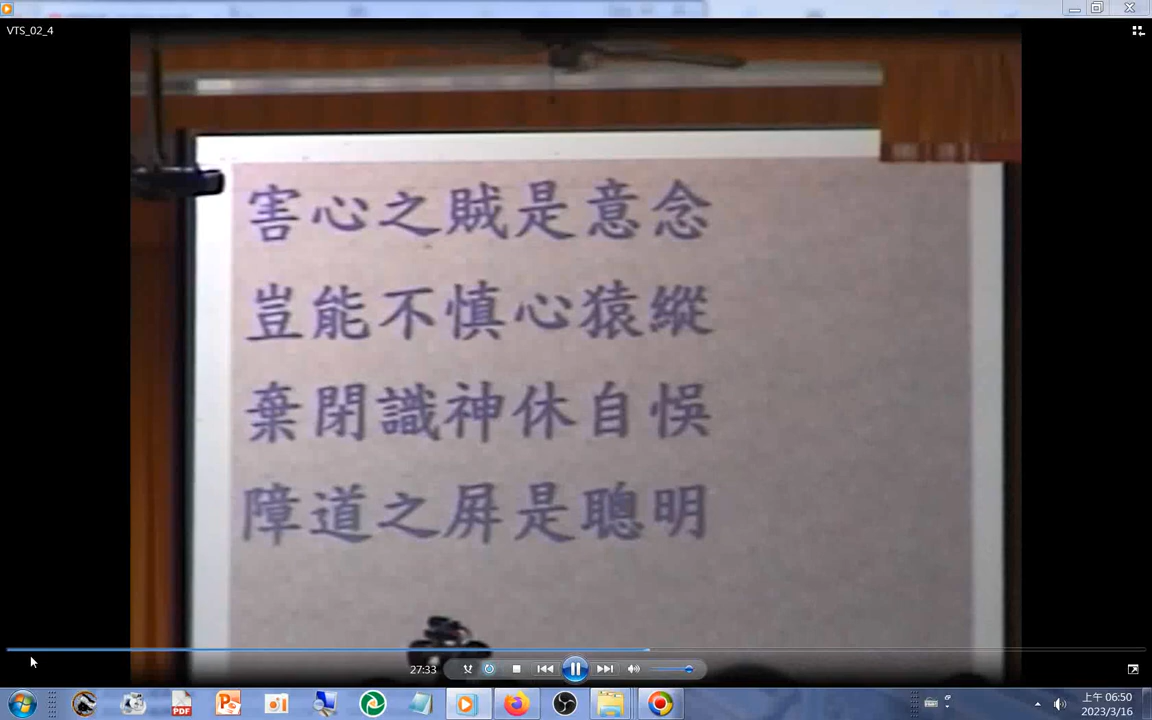 VTS_02_4
害心之賊是意念
豈能不慎心猿縱
棄閉識神休自悞
障道之屏是聰明
27:33
PDF
上午 06:50
2023/3/16